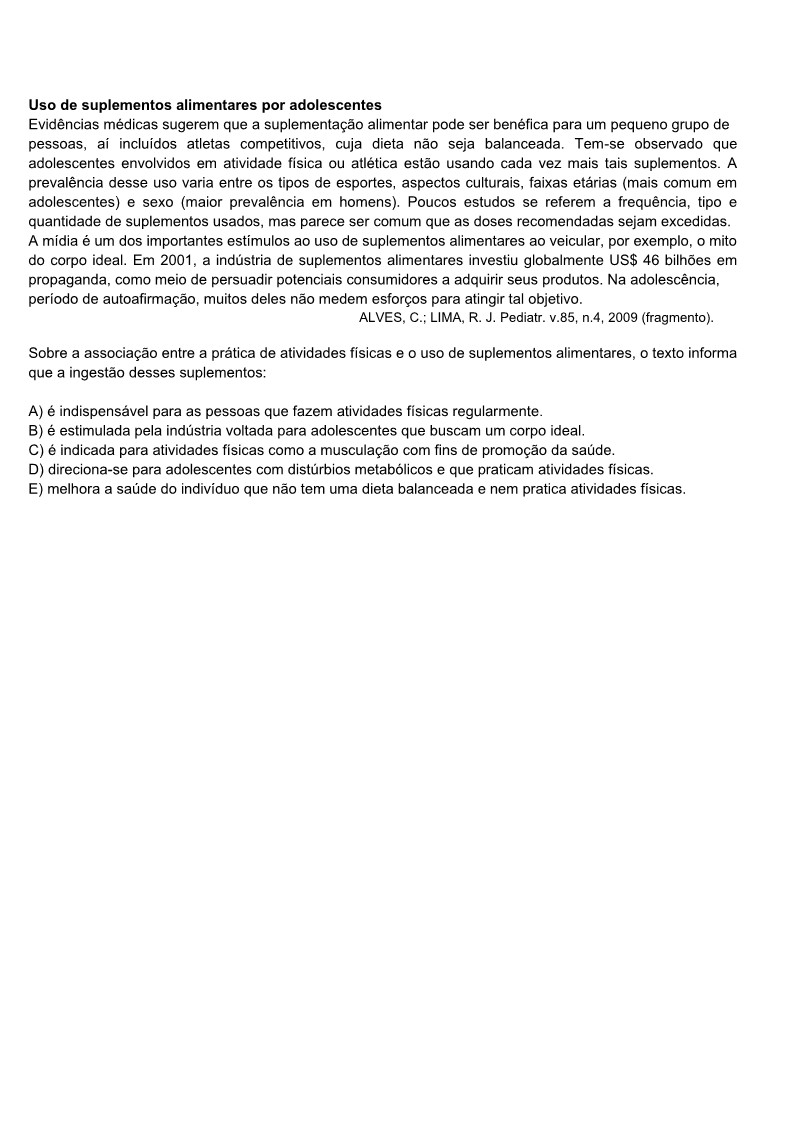 Uso de suplementos alimentares por adolescentes
Evidências médicas sugerem que a suplementação alimentar pode ser benéfica para um pequeno grupo de
pessoas, aí incluídos atletas competitivos, cuja dieta não seja balanceada. Tem-se observado que
adolescentes envolvidos em atividade física ou atlética estão usando cada vez mais tais suplementos. A
prevalência desse uso varia entre os tipos de esportes, aspectos culturais, faixas etárias (mais comum em
adolescentes) e sexo (maior prevalência em homens). Poucos estudos se referem a frequência, tipo e
quantidade de suplementos usados, mas parece ser comum que as doses recomendadas sejam excedidas.
A mídia é um dos importantes estímulos ao uso de suplementos alimentares ao veicular, por exemplo, o mito
do corpo ideal. Em 2001, a indústria de suplementos alimentares investiu globalmente US$ 46 bilhões em
propaganda, como meio de persuadir potenciais consumidores a adquirir seus produtos. Na adolescência,
período de autoafirmação, muitos deles não medem esforços para atingir tal objetivo.
ALVES, C.; LIMA, R. J. Pediatr. v.85, n.4, 2009 (fragmento).
Sobre a associação entre a prática de atividades físicas e o uso de suplementos alimentares, o texto informa
que a ingestão desses suplementos:
A) é indispensável para as pessoas que fazem atividades físicas regularmente.
B) é estimulada pela indústria voltada para adolescentes que buscam um corpo ideal.
C) é indicada para atividades físicas como a musculação com fins de promoção da saúde.
D) direciona-se para adolescentes com distúrbios metabólicos e que praticam atividades físicas.
E) melhora a saúde do indivíduo que não tem uma dieta balanceada e nem pratica atividades físicas.